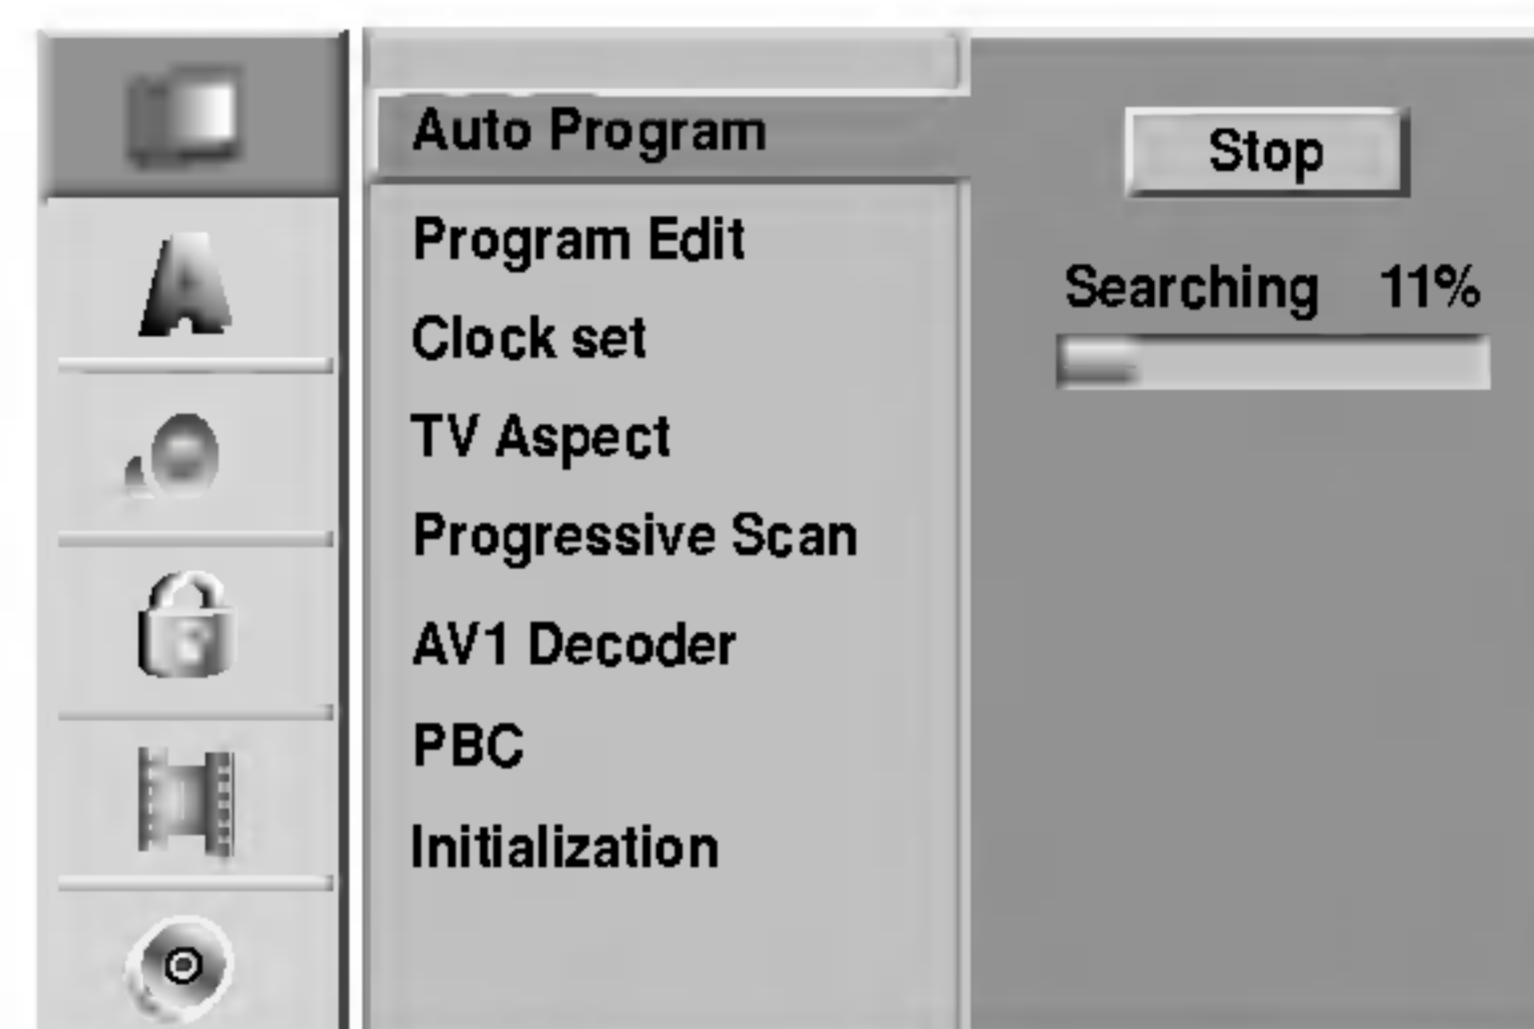 Auto Program
Program Edit
Clock set
TV Aspect
Progressive Scan
AV1 Decoder
PBC
Initialization
Stop
Searching 11%